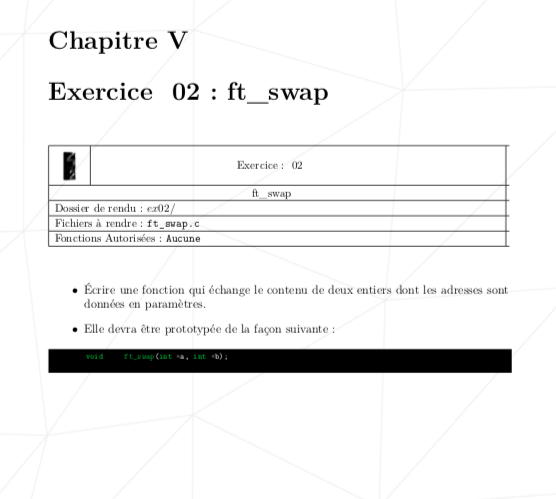 Chapitre V
Exercice 02 : ft_swap
Exercice : 02
ft_swap
Dossier de rendu : ex02/
Fichiers à rendre : ft_swap.c
Fonctions Autorisées : Aucune
• Écrire une fonction qui échange le contenu de deux entiers dont les adresses sont
données en paramètres.
• Elle devra être prototypée de la façon suivante :
void ft_swap(int *a, int *b);